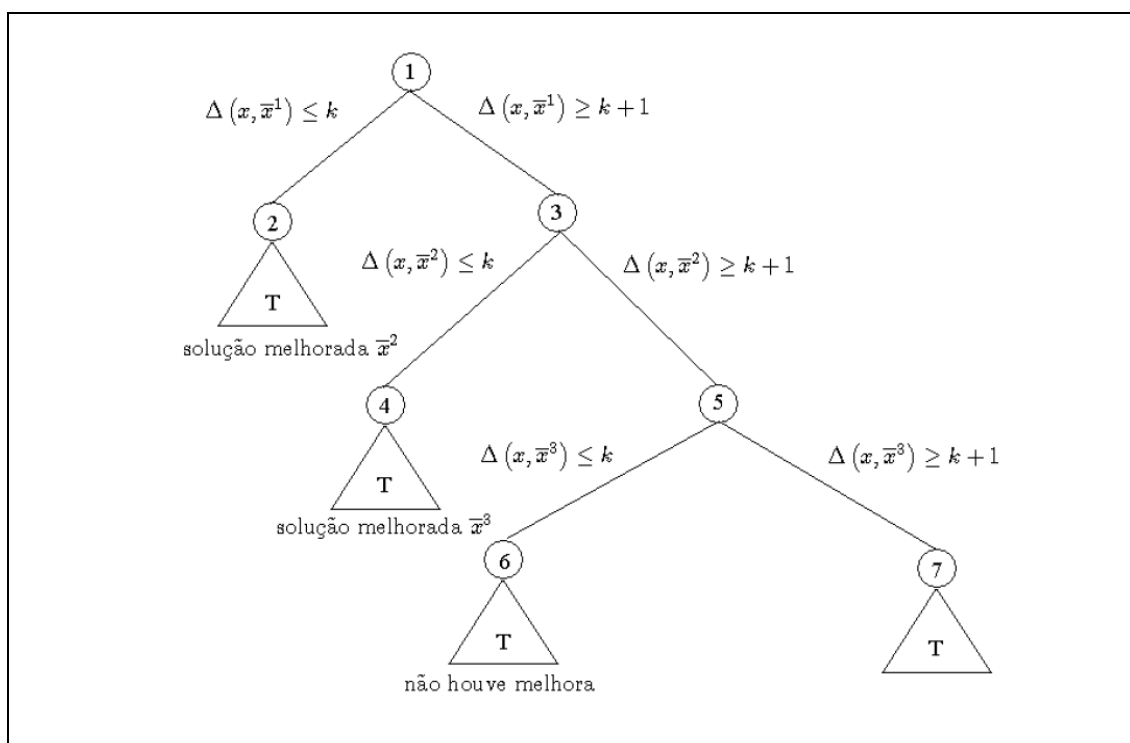 1
Δ (x, x̅¹) ≤ k
Δ (x, x̅¹) ≥ k + 1
2
3
Δ (x, x̅²) ≤ k
Δ (x, x̅²) ≥ k + 1
T
solução melhorada x̅²
4
5
Δ (x, x̅³) ≤ k
Δ (x, x̅³) ≥ k + 1
T
solução melhorada x̅³
6
7
T
T
não houve melhora